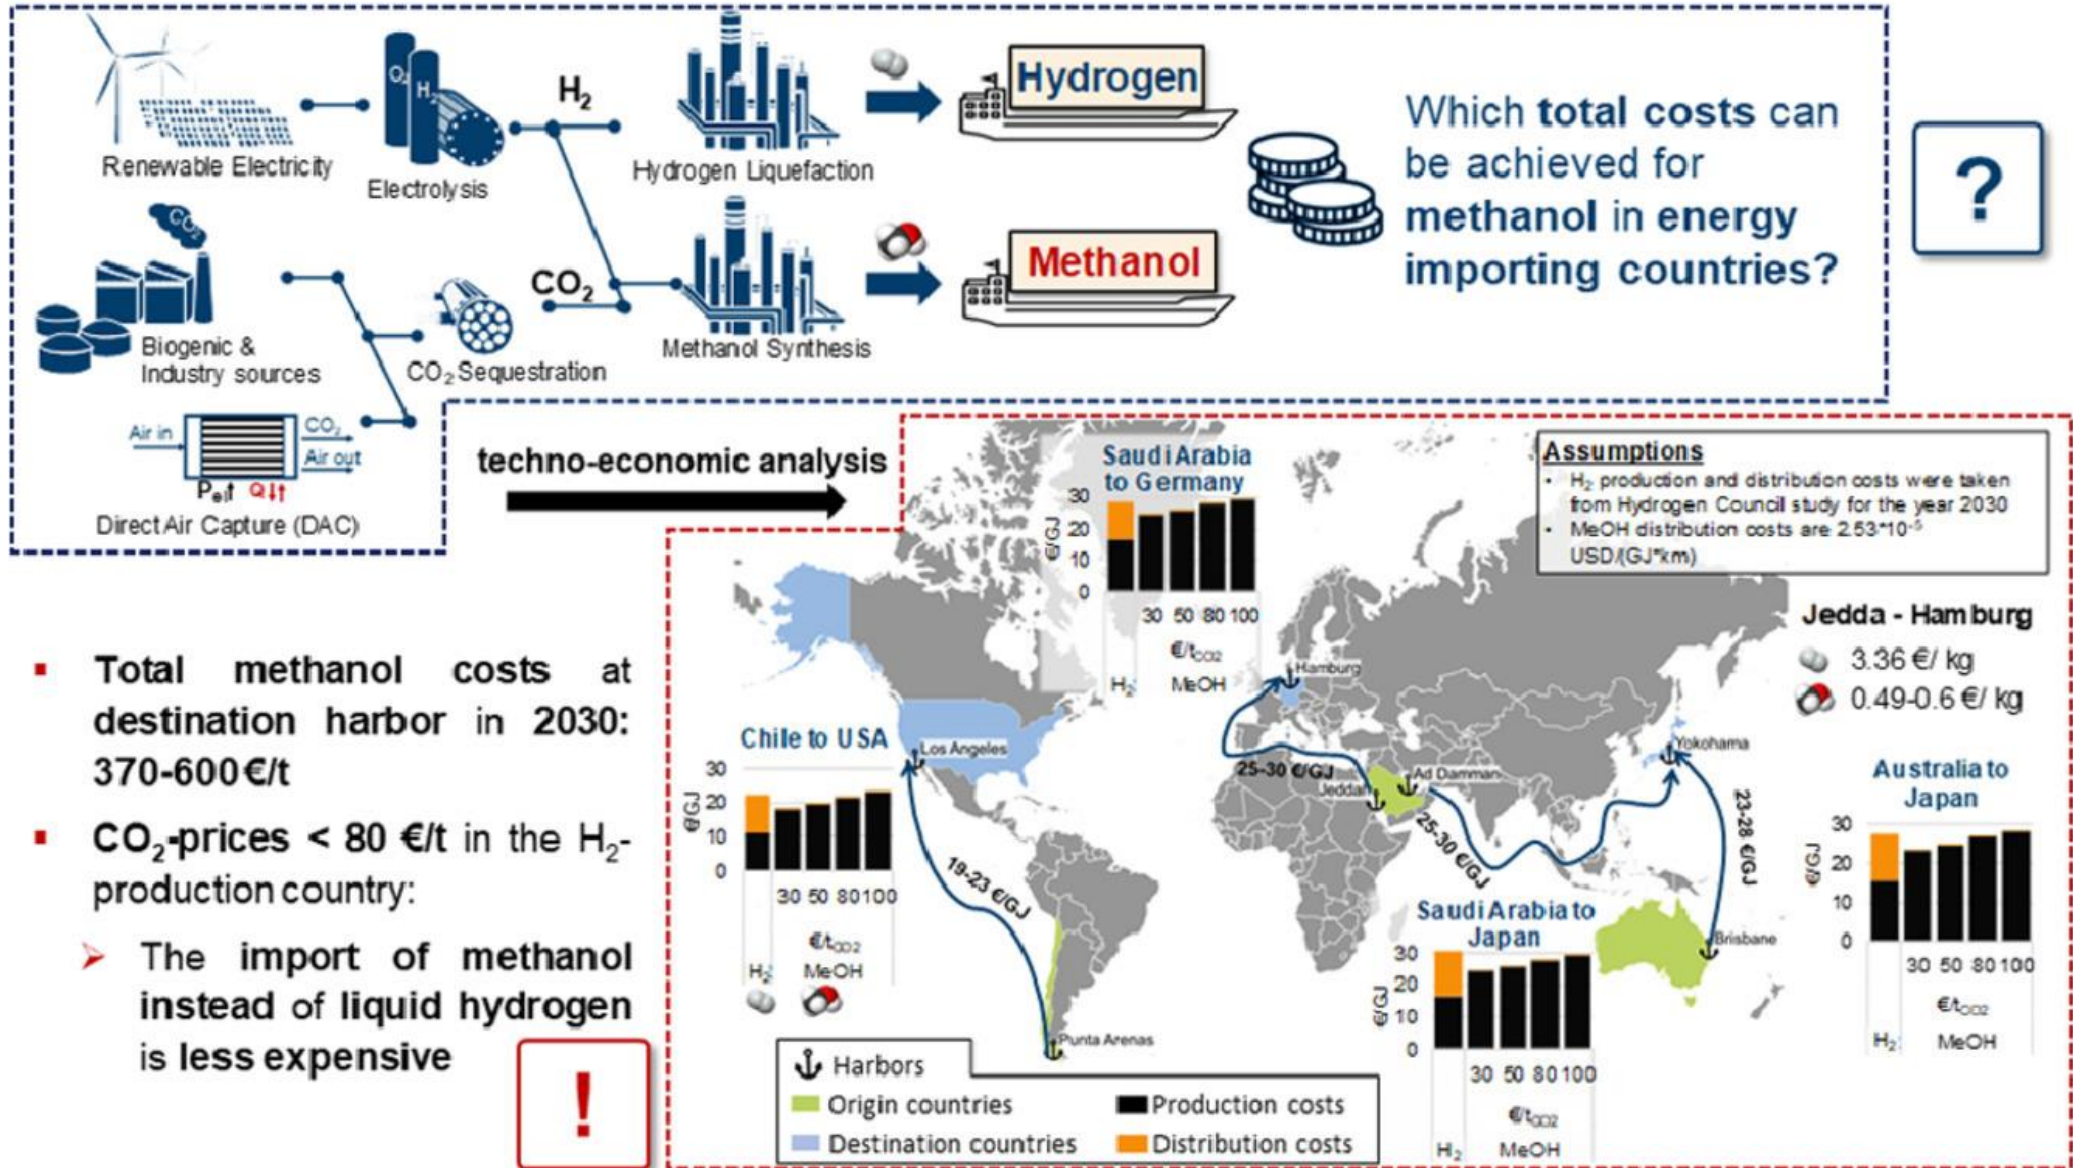 O₂
H₂
H₂
Renewable Electricity
Electrolysis
Hydrogen Liquefaction
Hydrogen
Which total costs can
be achieved for
methanol in energy
importing countries?
?
CO₂
Biogenic &
Industry sources
CO₂
CO₂ Sequestration
Methanol Synthesis
Methanol
Air in
CO₂
Air out
Pel↑ Q↓↑
Direct Air Capture (DAC)
techno-economic analysis
Assumptions
• H₂ production and distribution costs were taken
from Hydrogen Council study for the year 2030
• MeOH distribution costs are 2.53*10⁻⁵
USD/(GJ*km)
Saudi Arabia
to Germany
€/GJ
30
20
10
0
30 50 80 100
€/tCO2
H₂ MeOH
Jedda - Hamburg
3.36 €/ kg
0.49-0.6 €/ kg
▪ Total methanol costs at
destination harbor in 2030:
370-600€/t
▪ CO₂-prices < 80 €/t in the H₂-
production country:
➢ The import of methanol
instead of liquid hydrogen
is less expensive
!
Chile to USA
€/GJ
30
20
10
0
30 50 80 100
€/tCO2
H₂ MeOH
Los Angeles
Hamburg
25-30 €/GJ
Jeddah
Ad Damman
25-30 €/GJ
Yokohama
23-28 €/GJ
19-23 €/GJ
Punta Arenas
Brisbane
Australia to
Japan
€/GJ
30
20
10
0
30 50 80 100
€/tCO2
H₂ MeOH
Saudi Arabia to
Japan
€/GJ
30
20
10
0
30 50 80 100
€/tCO2
H₂ MeOH
Harbors
Origin countries
Destination countries
Production costs
Distribution costs